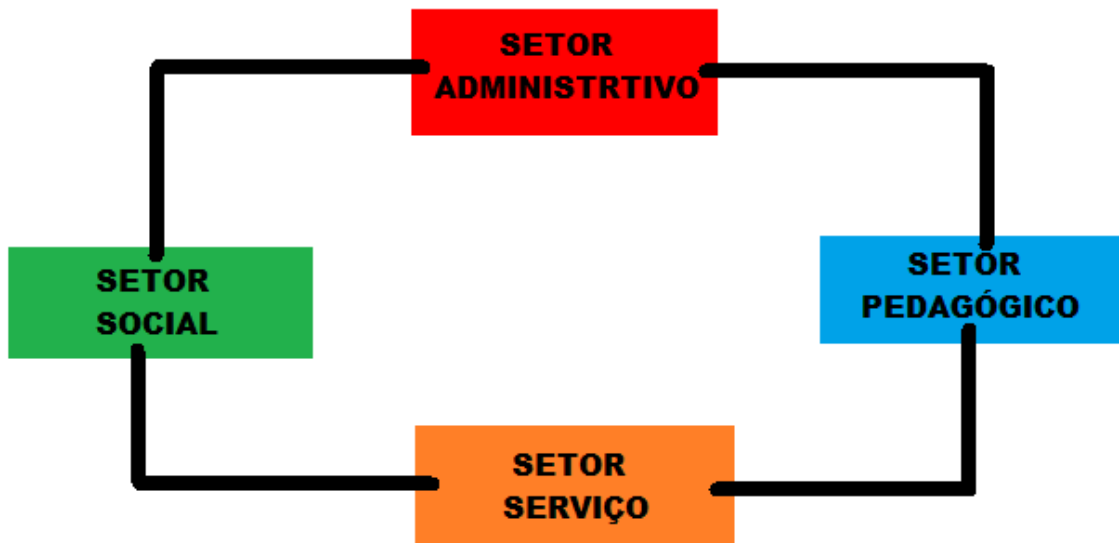 SETOR
ADMINISTRTIVO
SETOR
SOCIAL
SETOR
PEDAGÓGICO
SETOR
SERVIÇO